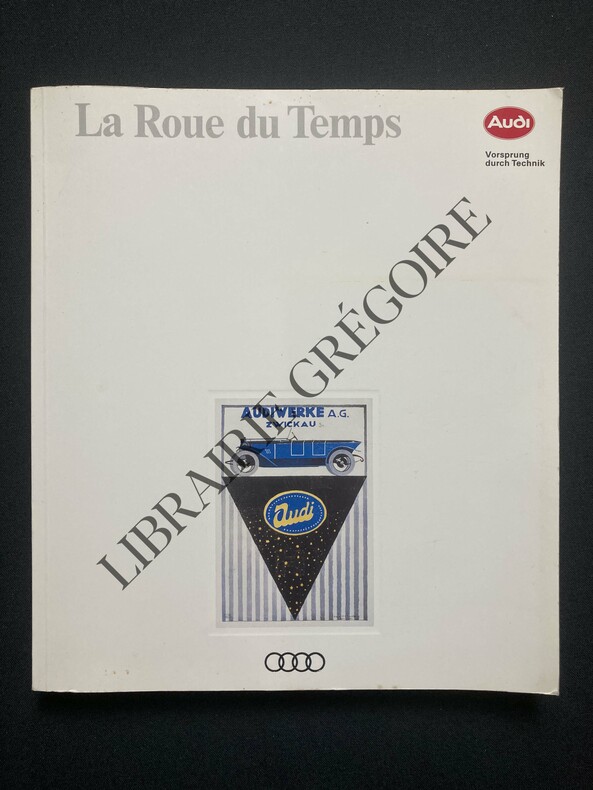 La Roue du Temps
Audi
Vorsprung
durch Technik
LIBRAIRIE GRÉGOIRE
AUDIWERKE A.G.
ZWICKAU
Audi